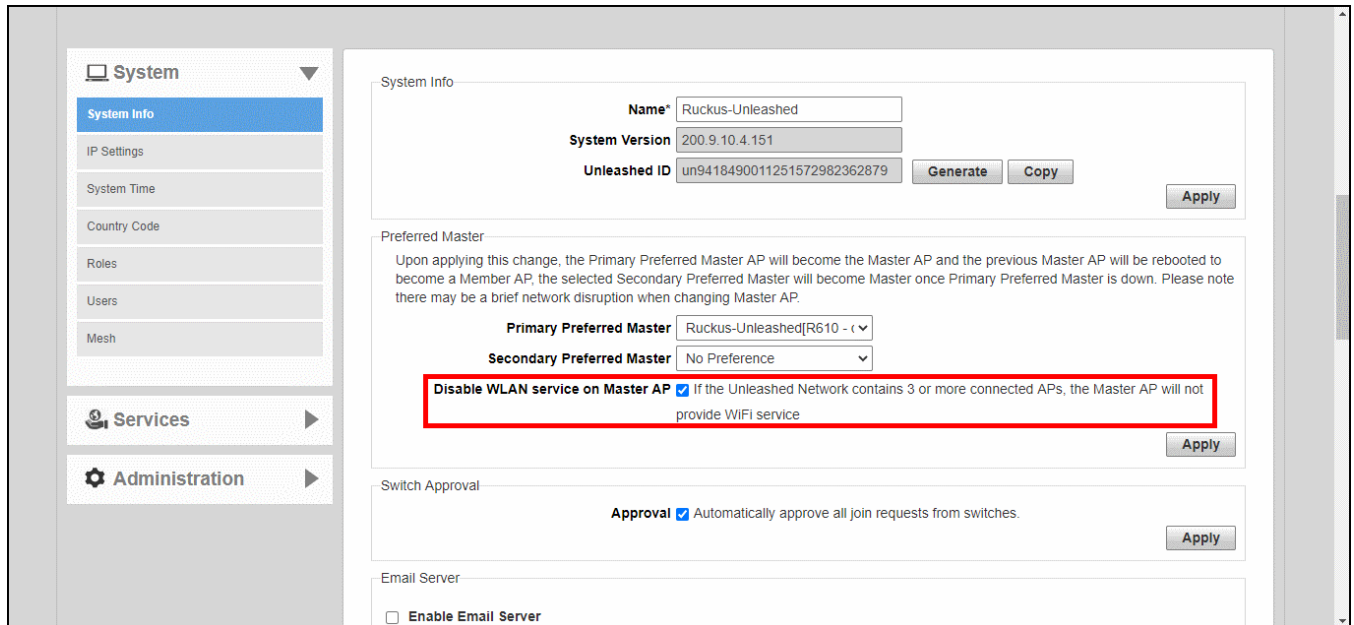 System
System Info
IP Settings
System Time
Country Code
Roles
Users
Mesh
Services
Administration
System Info
Name* Ruckus-Unleashed
System Version 200.9.10.4.151
Unleashed ID un9418490011251572982362879 Generate Copy
Apply
Preferred Master
Upon applying this change, the Primary Preferred Master AP will become the Master AP and the previous Master AP will be rebooted to
become a Member AP, the selected Secondary Preferred Master will become Master once Primary Preferred Master is down. Please note
there may be a brief network disruption when changing Master AP.
Primary Preferred Master Ruckus-Unleashed[R610 - c
Secondary Preferred Master No Preference
Disable WLAN service on Master AP If the Unleashed Network contains 3 or more connected APs, the Master AP will not
provide WiFi service
Apply
Switch Approval
Approval Automatically approve all join requests from switches.
Apply
Email Server
Enable Email Server